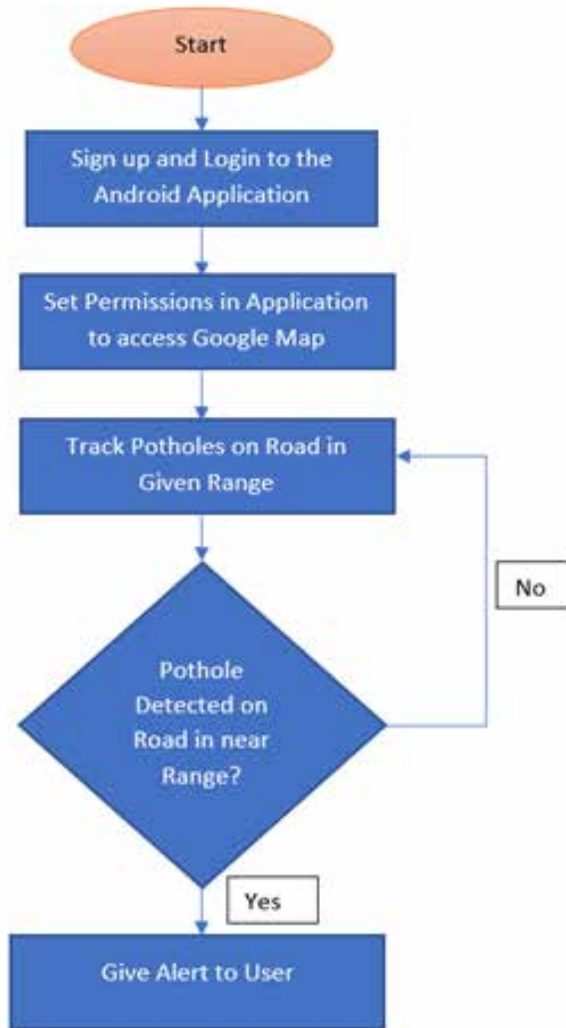 Start
Sign up and Login to the
Android Application
Set Permissions in Application
to access Google Map
Track Potholes on Road in
Given Range
No
Pothole
Detected on
Road in near
Range?
Yes
Give Alert to User